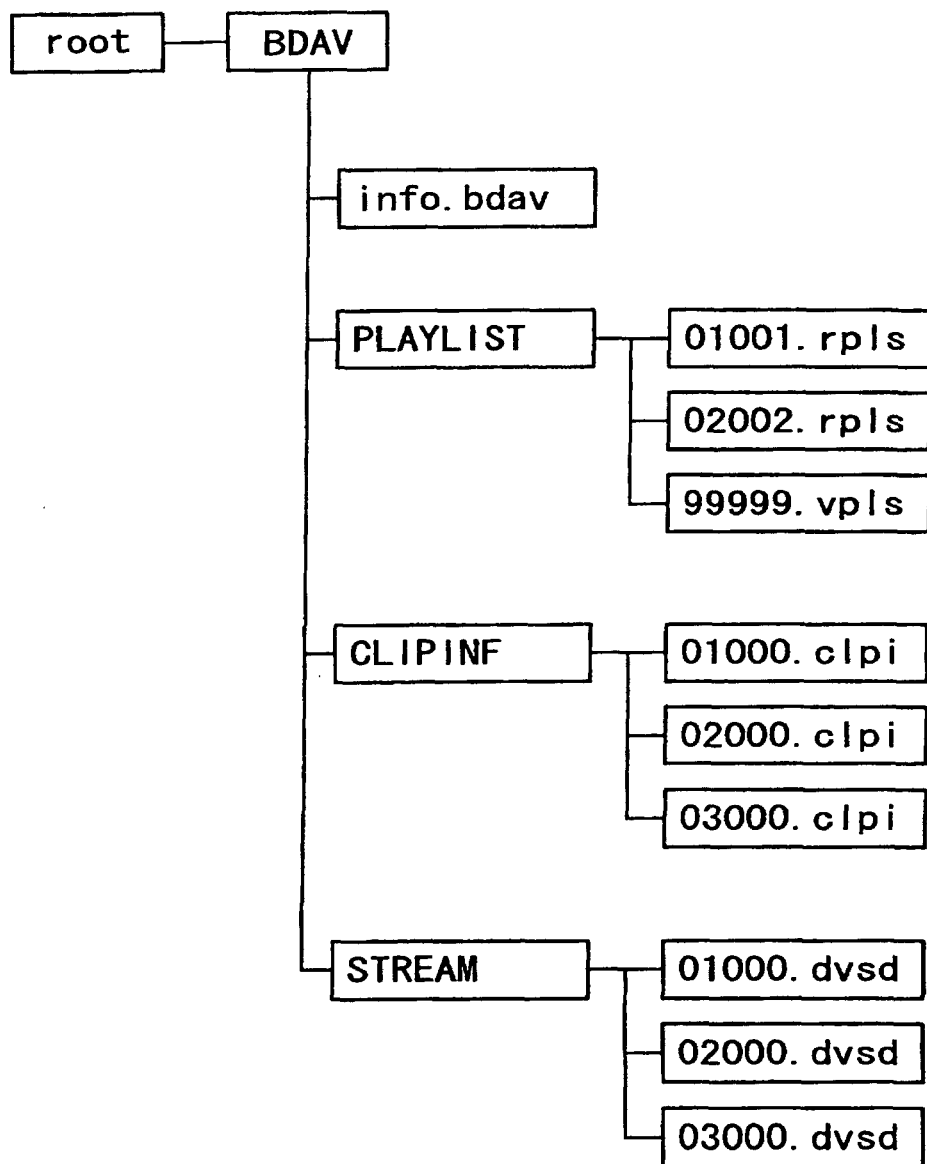 root
BDAV
info.bdav
PLAYLIST
01001.rpls
02002.rpls
99999.vpls
CLIPINF
01000.clpi
02000.clpi
03000.clpi
STREAM
01000.dvsd
02000.dvsd
03000.dvsd